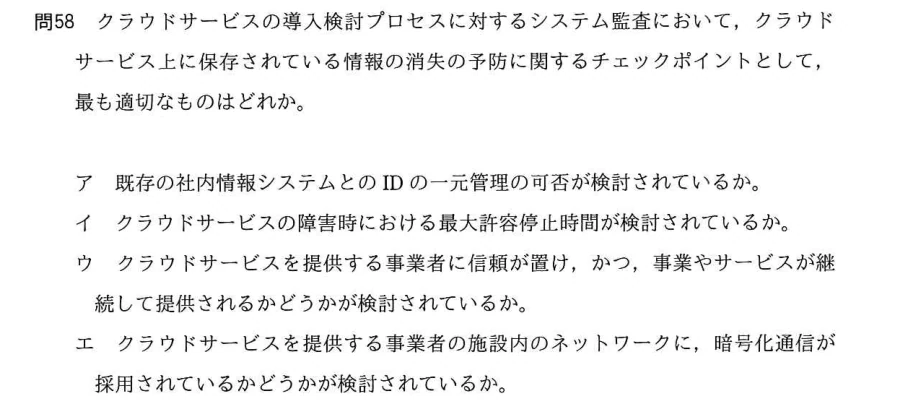 問58 クラウドサービスの導入検討プロセスに対するシステム監査において，クラウド
サービス上に保存されている情報の消失の予防に関するチェックポイントとして，
最も適切なものはどれか。
ア 既存の社内情報システムとの ID の一元管理の可否が検討されているか。
イ クラウドサービスの障害時における最大許容停止時間が検討されているか。
ウ クラウドサービスを提供する事業者に信頼が置け，かつ，事業やサービスが継
続して提供されるかどうかが検討されているか。
エ クラウドサービスを提供する事業者の施設内のネットワークに，暗号化通信が
採用されているかどうかが検討されているか。